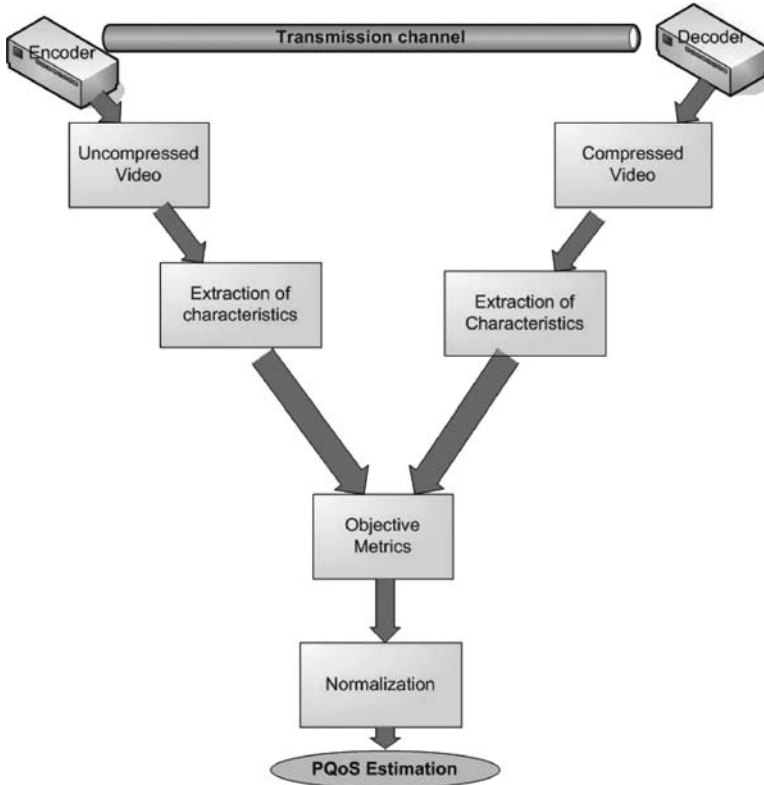 Encoder
Transmission channel
Decoder
Uncompressed
Video
Compressed
Video
Extraction of
characteristics
Extraction of
Characteristics
Objective
Metrics
Normalization
PQoS Estimation